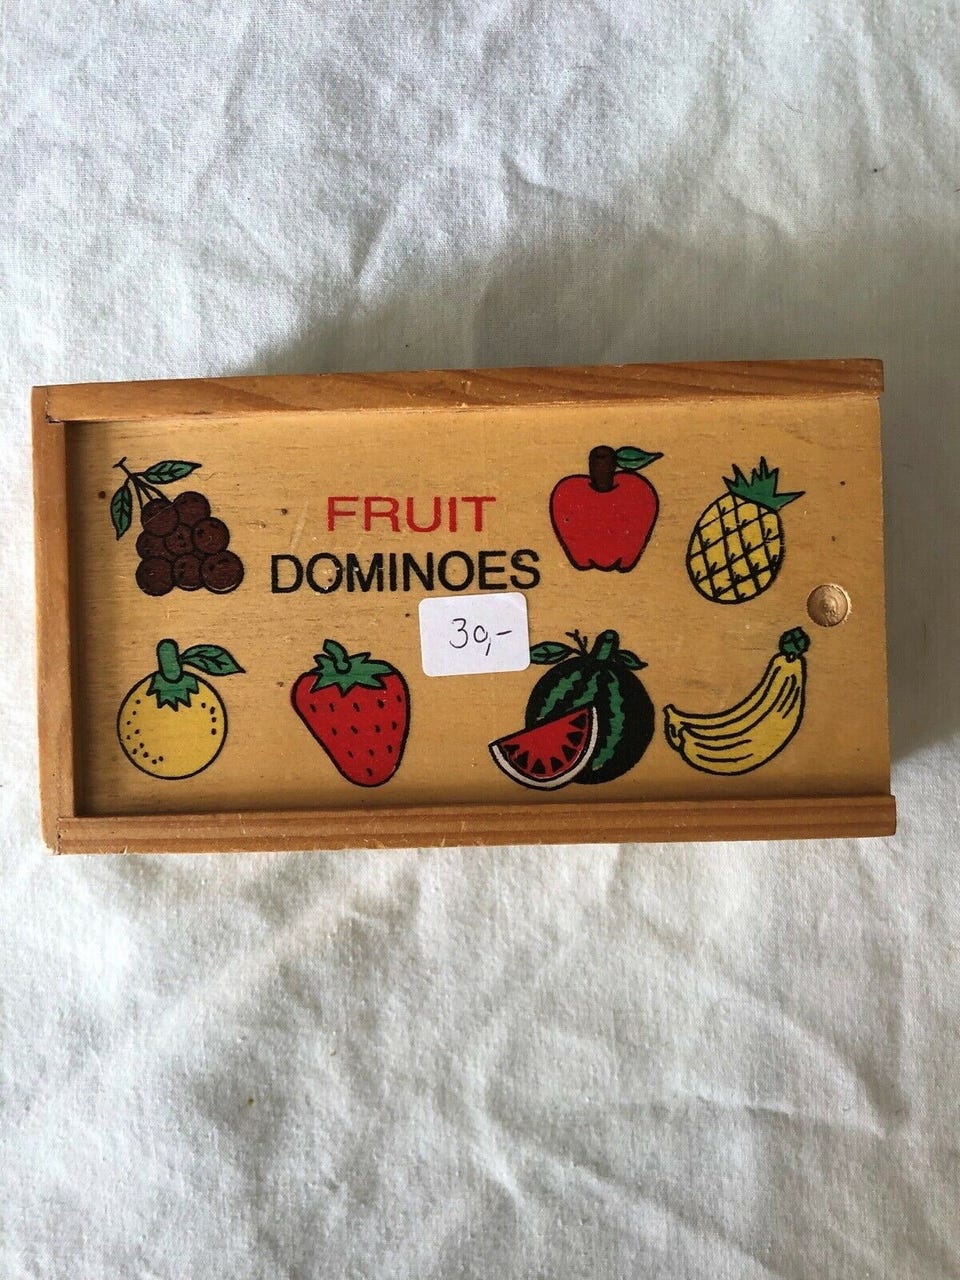 FRUIT
DOMINOES
30,-